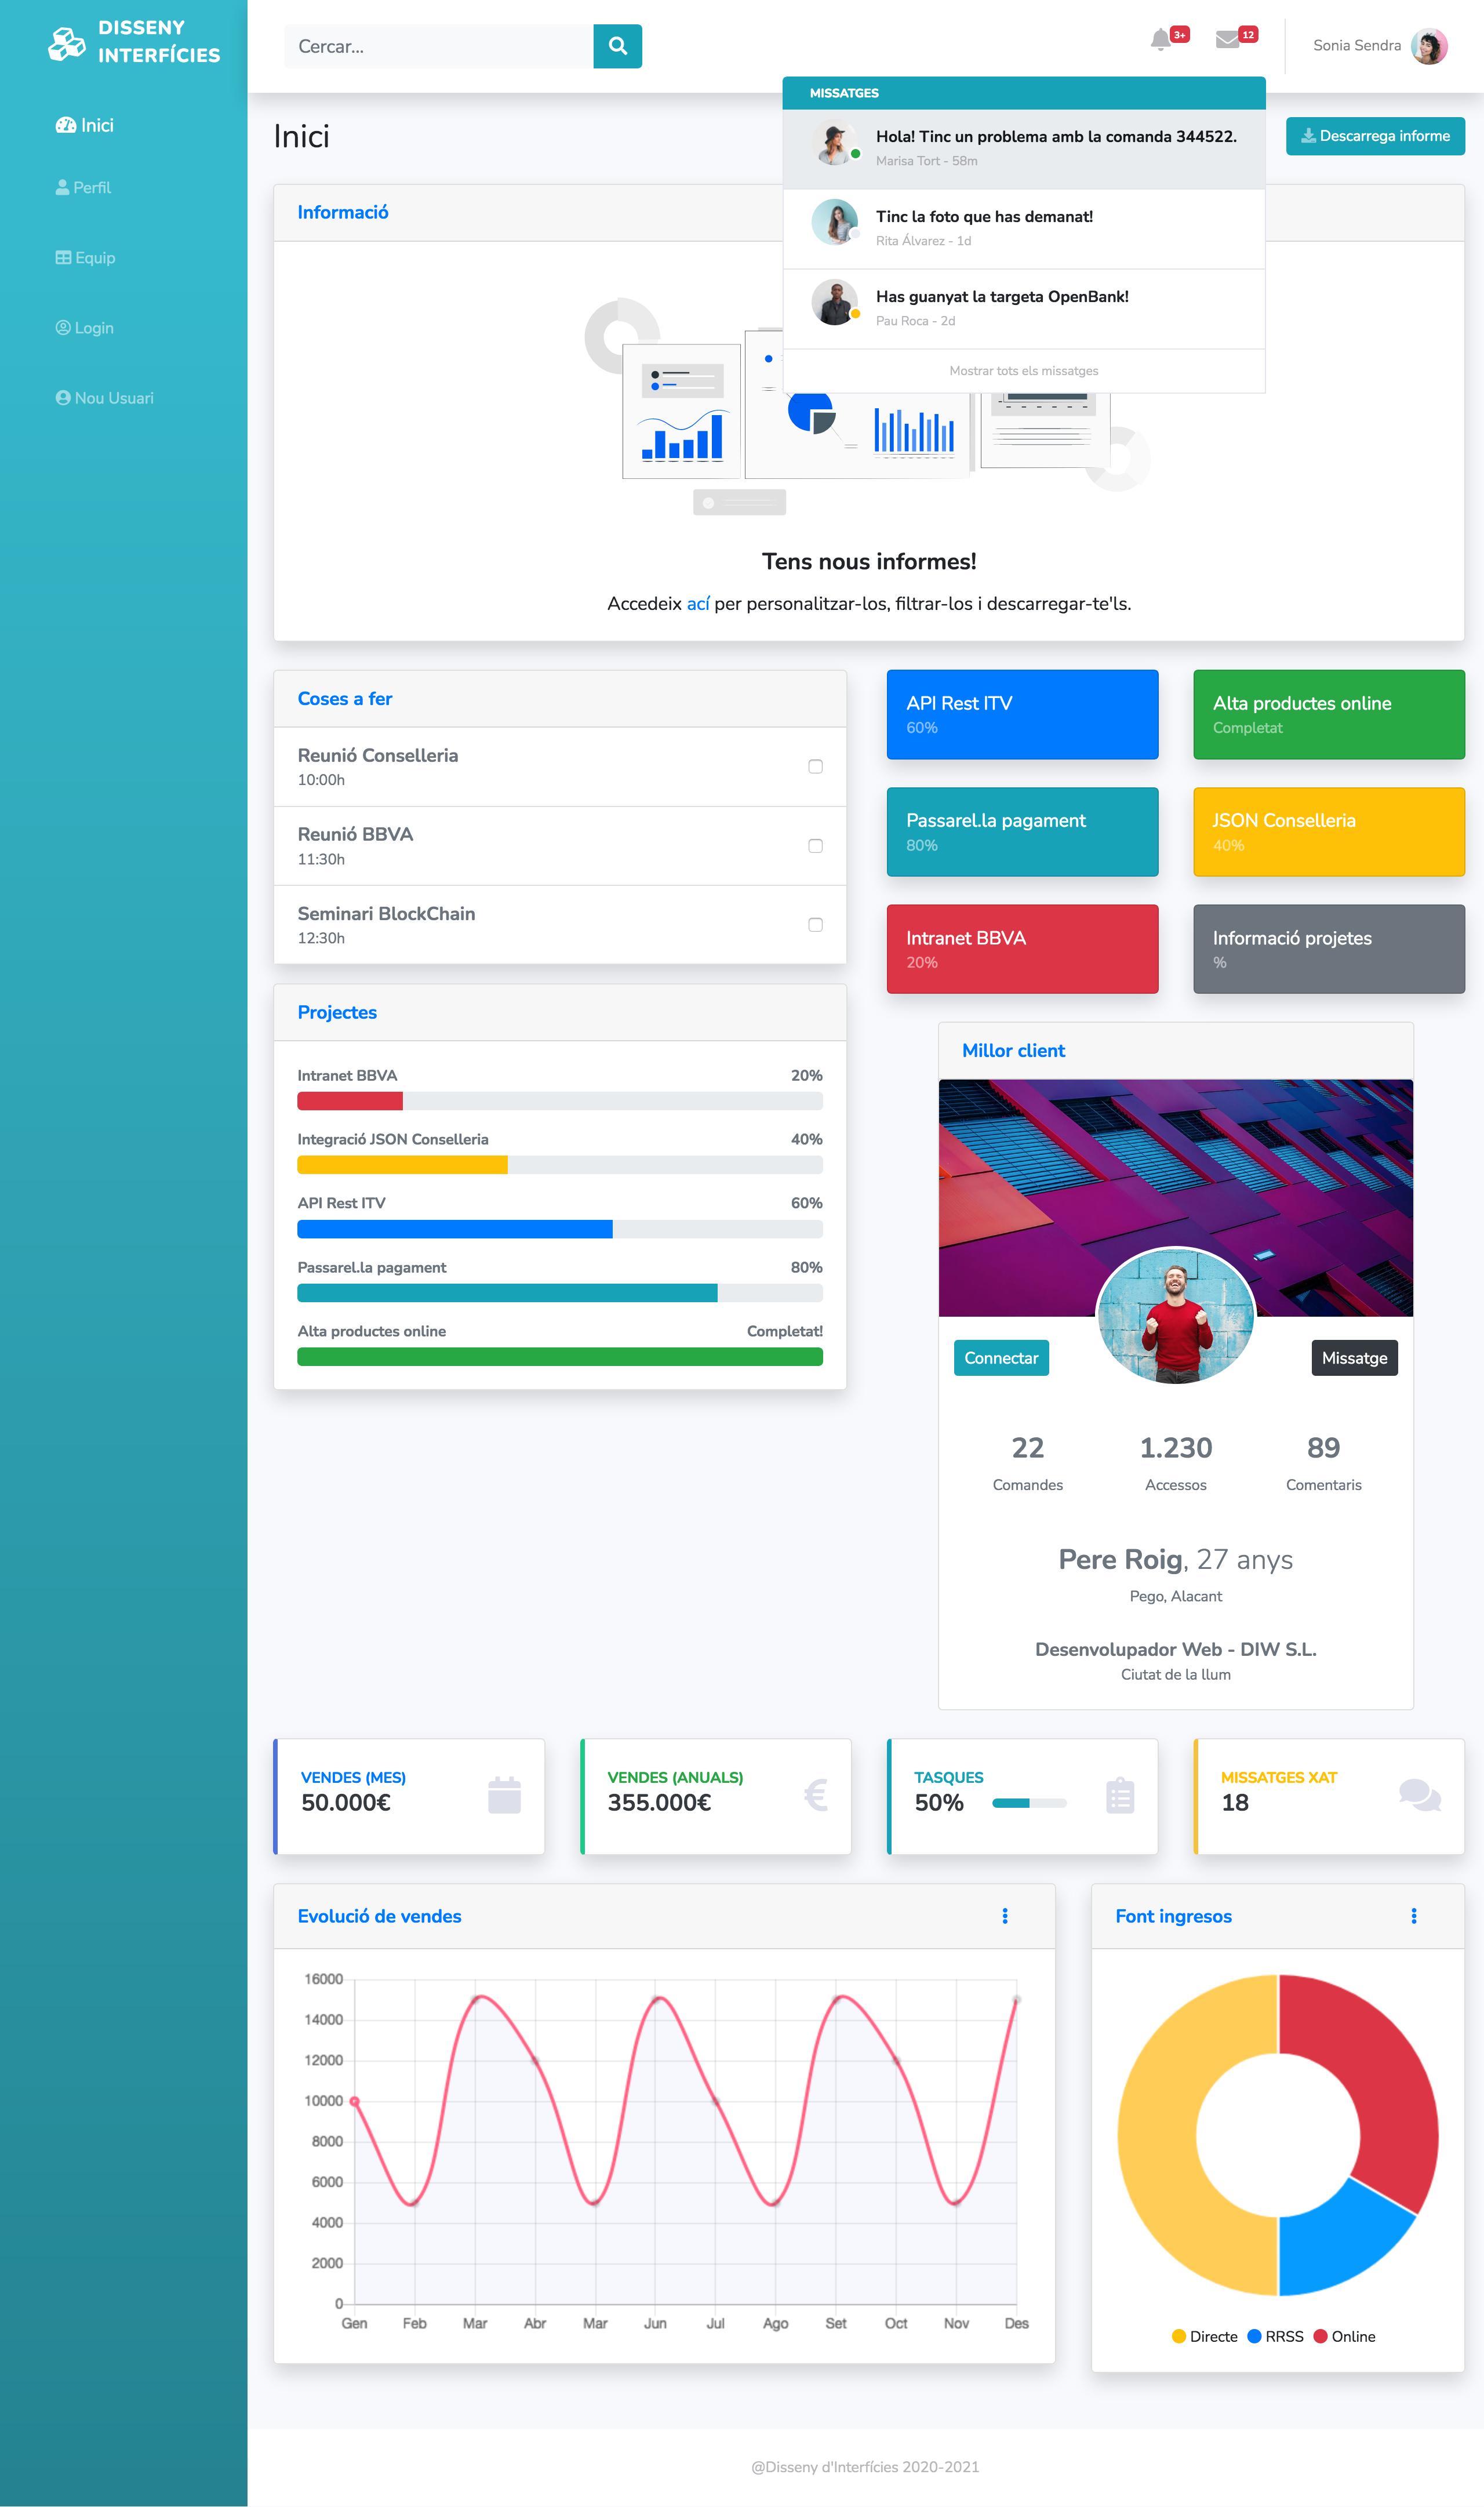 DISSENY
INTERFÍCIES
Inici
Perfil
Equip
Login
Nou Usuari
Cercar...
3+
12
Sonia Sendra
MISSATGES
Hola! Tinc un problema amb la comanda 344522.
Marisa Tort - 58m
Tinc la foto que has demanat!
Rita Álvarez - 1d
Has guanyat la targeta OpenBank!
Pau Roca - 2d
Mostrar tots els missatges
Inici
Descarrega informe
Informació
Tens nous informes!
Accedeix ací per personalitzar-los, filtrar-los i descarregar-te'ls.
Coses a fer
Reunió Conselleria
10:00h
Reunió BBVA
11:30h
Seminari BlockChain
12:30h
API Rest ITV
60%
Alta productes online
Completat
Passarel.la pagament
80%
JSON Conselleria
40%
Intranet BBVA
20%
Informació projetes
%
Projectes
Intranet BBVA 20%
Integració JSON Conselleria 40%
API Rest ITV 60%
Passarel.la pagament 80%
Alta productes online Completat!
Millor client
Connectar
Missatge
22
Comandes
1.230
Accessos
89
Comentaris
Pere Roig, 27 anys
Pego, Alacant
Desenvolupador Web - DIW S.L.
Ciutat de la llum
VENDES (MES)
50.000€
VENDES (ANUALS)
355.000€
€
TASQUES
50%
MISSATGES XAT
18
Evolució de vendes
16000
14000
12000
10000
8000
6000
4000
2000
0
Gen Feb Mar Abr Mar Jun Jul Ago Set Oct Nov Des
Font ingresos
Directe RRSS Online
@Disseny d'Interfícies 2020-2021